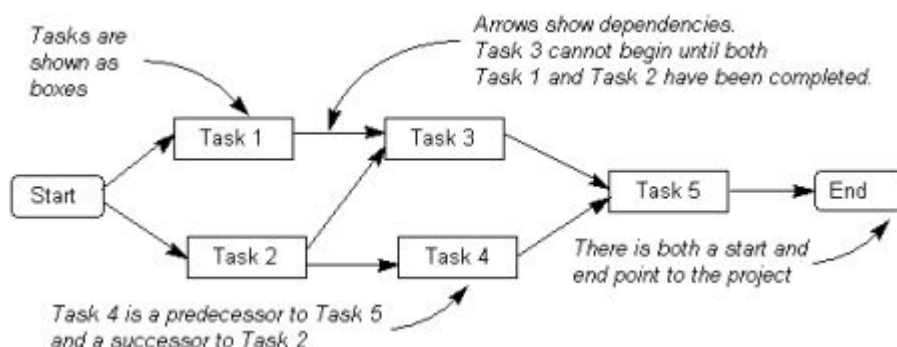 Tasks are
shown as
boxes
Arrows show dependencies.
Task 3 cannot begin until both
Task 1 and Task 2 have been completed.
Task 1
Task 3
Start
Task 5
End
Task 2
Task 4
There is both a start and
end point to the project
Task 4 is a predecessor to Task 5
and a successor to Task 2